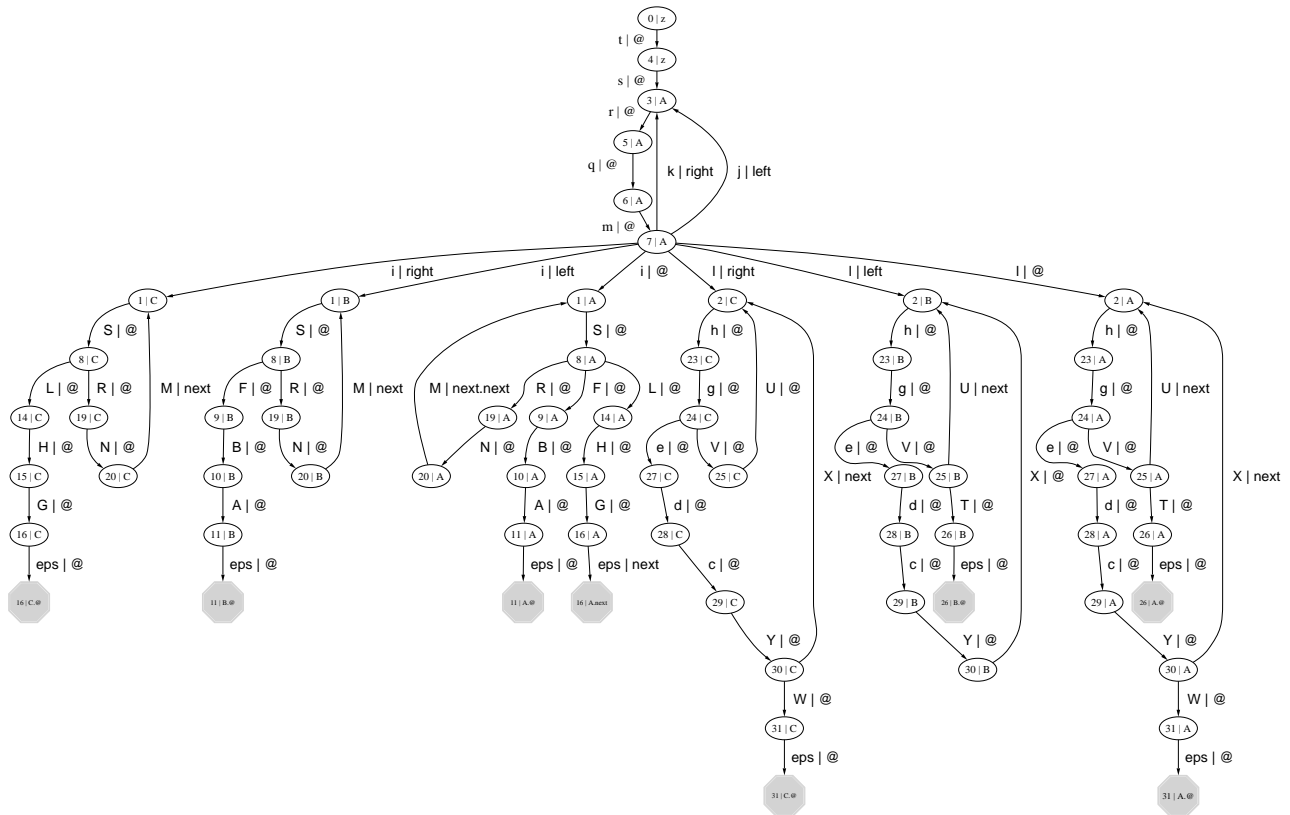 0 | z
t | @
4 | z
s | @
3 | A
r | @
5 | A
q | @
k | right
j | left
6 | A
m | @
7 | A
i | right
i | left
i | @
l | right
l | left
l | @
1 | C
1 | B
1 | A
2 | C
2 | B
2 | A
S | @
S | @
S | @
h | @
h | @
h | @
8 | C
8 | B
8 | A
23 | C
23 | B
23 | A
L | @
R | @
M | next
F | @
R | @
M | next
M | next.next
R | @
F | @
L | @
g | @
U | @
g | @
U | next
g | @
U | next
14 | C
19 | C
9 | B
19 | B
19 | A
9 | A
14 | A
24 | C
24 | B
24 | A
H | @
N | @
B | @
N | @
N | @
B | @
H | @
e | @
V | @
e | @
V | @
e | @
V | @
15 | C
20 | C
10 | B
20 | B
20 | A
10 | A
15 | A
27 | C
25 | C
X | next
27 | B
25 | B
X | @
27 | A
25 | A
X | next
G | @
A | @
A | @
G | @
d | @
d | @
T | @
d | @
T | @
16 | C
11 | B
11 | A
16 | A
28 | C
28 | B
26 | B
28 | A
26 | A
eps | @
eps | @
eps | @
eps | next
c | @
c | @
eps | @
c | @
eps | @
16 | C.@
11 | B.@
11 | A.@
16 | A.next
29 | C
29 | B
26 | B.@
29 | A
26 | A.@
Y | @
Y | @
Y | @
30 | C
30 | B
30 | A
W | @
W | @
31 | C
31 | A
eps | @
eps | @
31 | C.@
31 | A.@